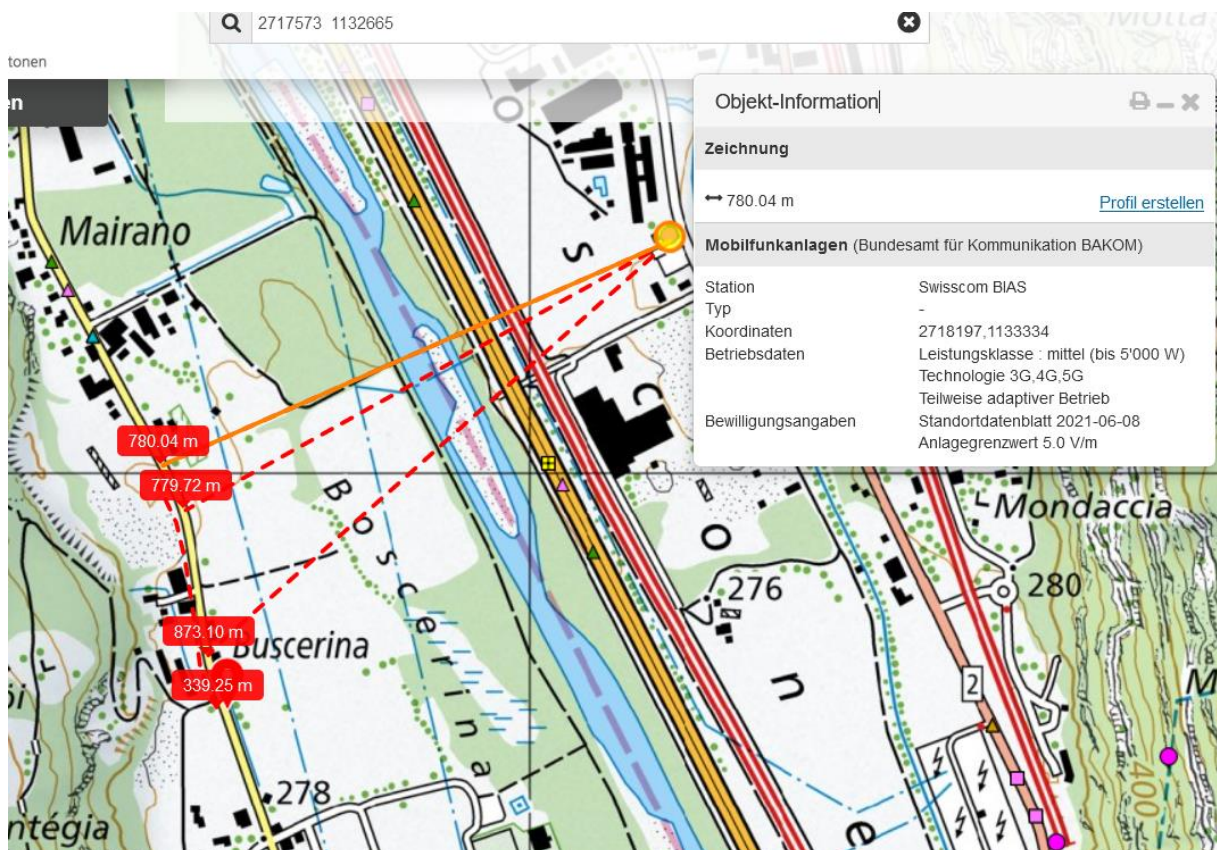 2717573 1132665
Motta
tonen
en
Objekt-Information
Zeichnung
780.04 m
Profil erstellen
Mobilfunkanlagen (Bundesamt für Kommunikation BAKOM)
Station Swisscom BIAS
Typ -
Koordinaten 2718197,1133334
Betriebsdaten Leistungsklasse : mittel (bis 5'000 W)
Technologie 3G,4G,5G
Teilweise adaptiver Betrieb
Bewilligungsangaben Standortdatenblatt 2021-06-08
Anlagegrenzwert 5.0 V/m
Mairano
780.04 m
779.72 m
Boscerina
Mondaccia
276
280
873.10 m
Buscerina
339.25 m
2
278
ntégia
400